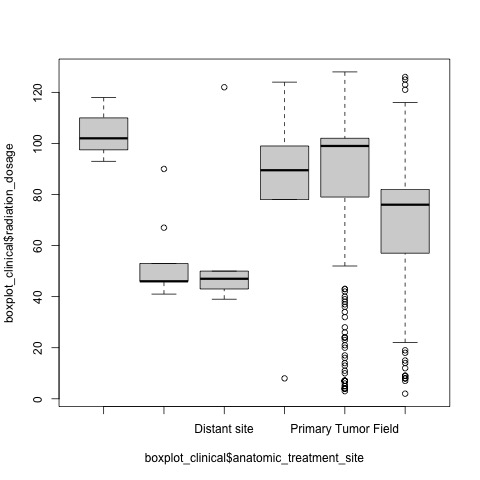 boxplot_clinical$radiation_dosage
120
100
80
60
40
20
0
Distant site Primary Tumor Field
boxplot_clinical$anatomic_treatment_site